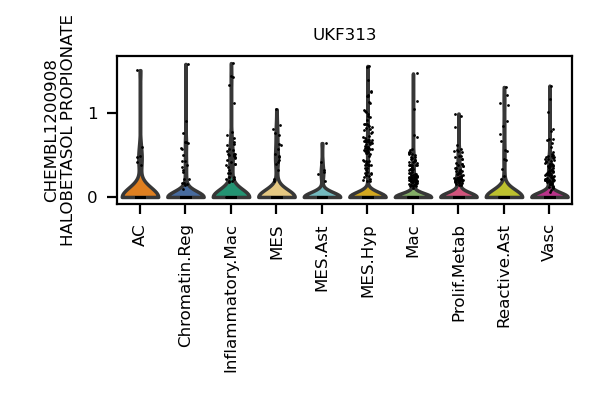 UKF313
CHEMBL1200908
HALOBETASOL PROPIONATE
1
0
AC
Chromatin.Reg
Inflammatory.Mac
MES
MES.Ast
MES.Hyp
Mac
Prolif.Metab
Reactive.Ast
Vasc